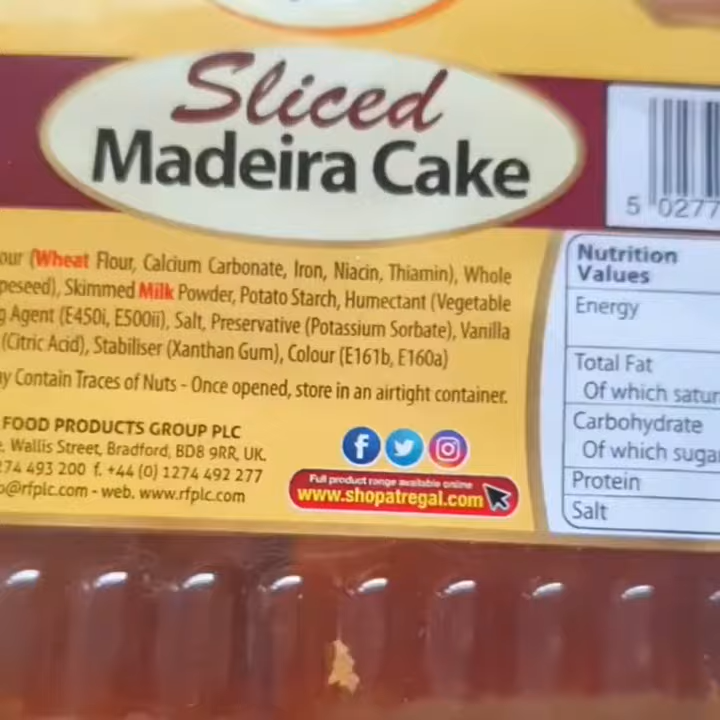 Sliced
Madeira Cake
5 0277
our (Wheat Flour, Calcium Carbonate, Iron, Niacin, Thiamin), Whole
peseed), Skimmed Milk Powder, Potato Starch, Humectant (Vegetable
g Agent (E450i, E500ii), Salt, Preservative (Potassium Sorbate), Vanilla
(Citric Acid), Stabiliser (Xanthan Gum), Colour (E161b, E160a)
ay Contain Traces of Nuts - Once opened, store in an airtight container.
FOOD PRODUCTS GROUP PLC
e, Wallis Street, Bradford, BD8 9RR, UK.
274 493 200 f. +44 (0) 1274 492 277
o@rfplc.com - web. www.rfplc.com
Full product range available online
www.shopatregal.com
Nutrition
Values
Energy
Total Fat
Of which satur
Carbohydrate
Of which sugar
Protein
Salt